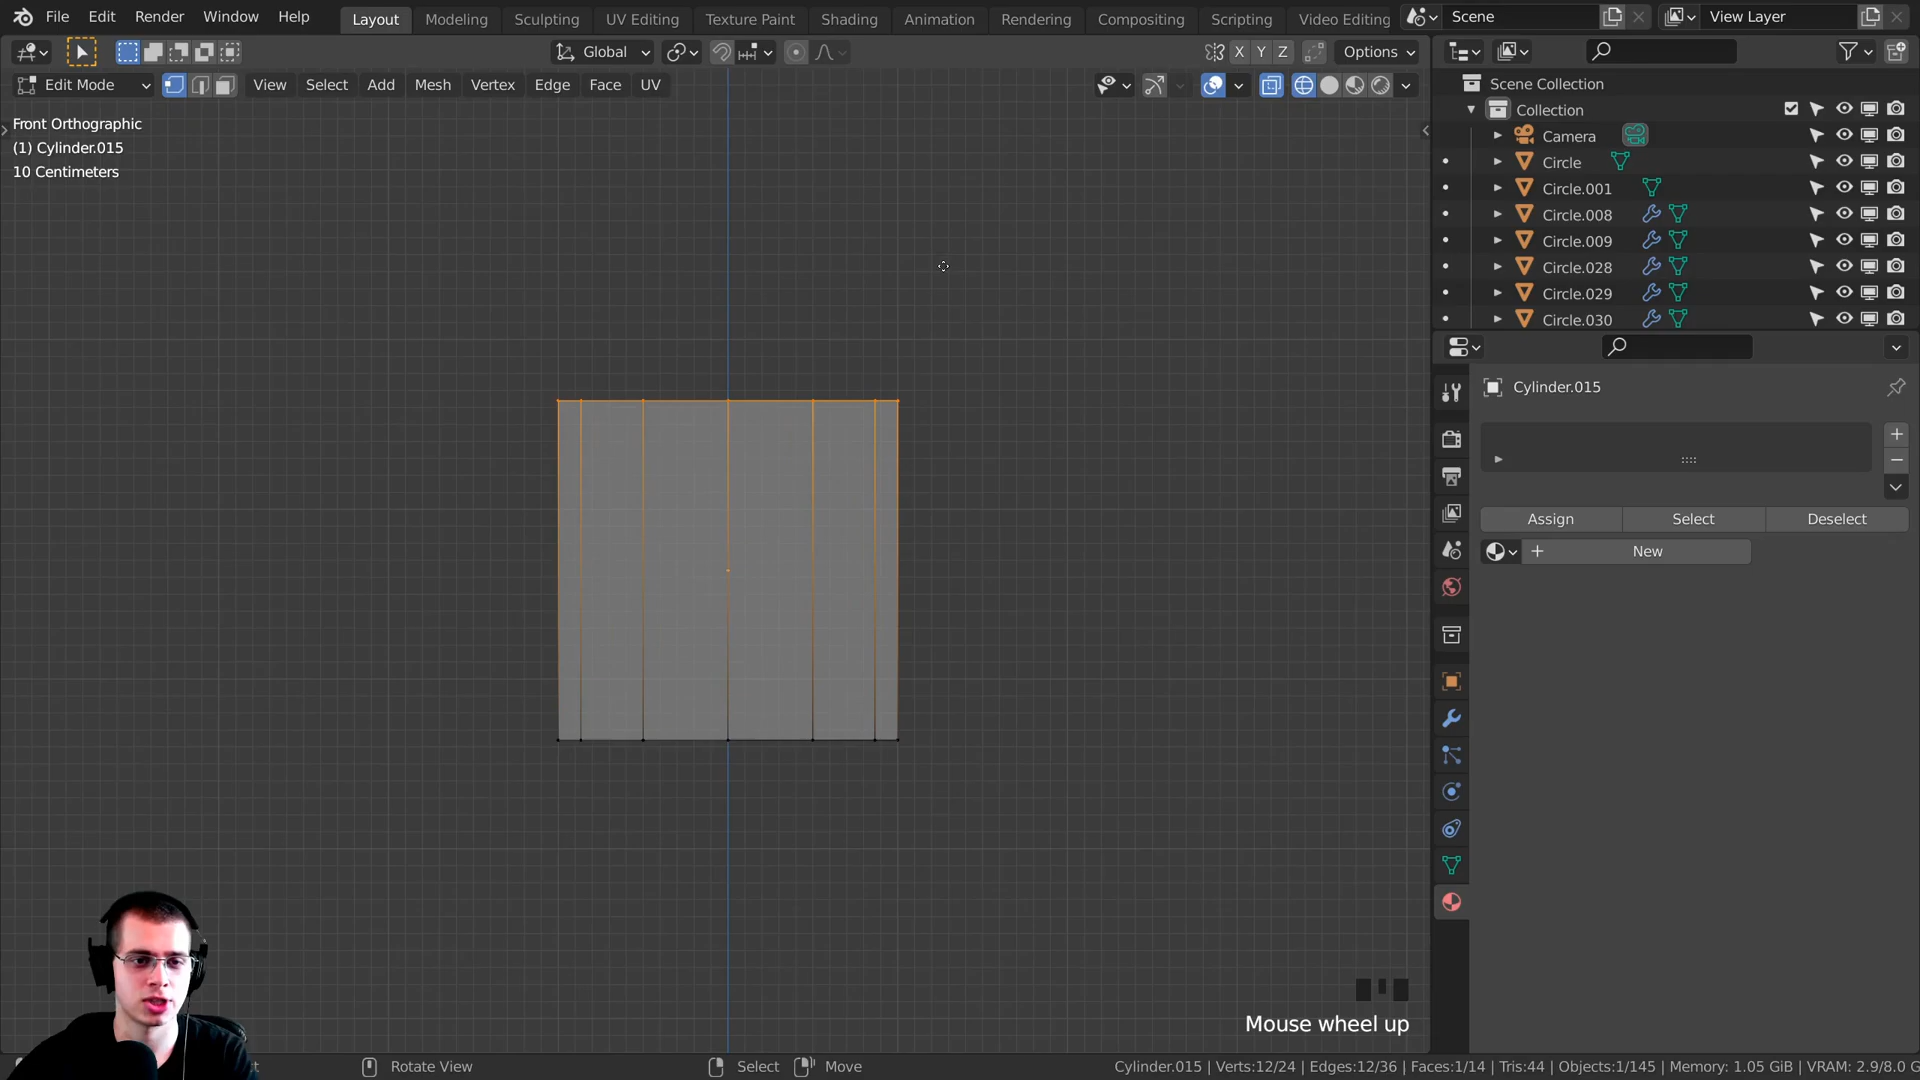 File Edit Render Window Help Layout Modeling Sculpting UV Editing Texture Paint Shading Animation Rendering Compositing Scripting Video Editing Scene View Layer
Global X Y Z Options
Edit Mode View Select Add Mesh Vertex Edge Face UV
Front Orthographic
(1) Cylinder.015
10 Centimeters
Scene Collection
Collection
Camera
Circle
Circle.001
Circle.008
Circle.009
Circle.028
Circle.029
Circle.030
Cylinder.015
Assign Select Deselect
New
Mouse wheel up
Rotate View Select Move Cylinder.015 | Verts:12/24 | Edges:12/36 | Faces:1/14 | Tris:44 | Objects:1/145 | Memory: 1.05 GiB | VRAM: 2.9/8.0 G